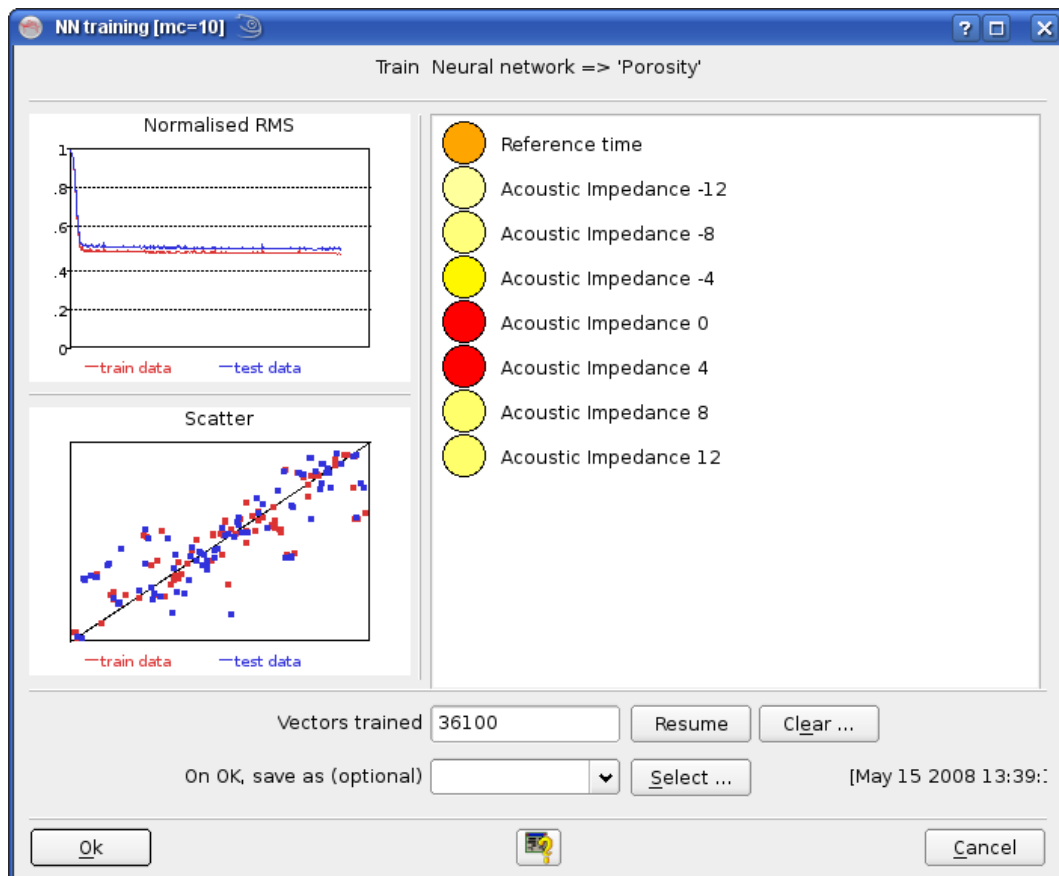 NN training [mc=10]
Train Neural network => 'Porosity'
Normalised RMS
1
.8
.6
.4
.2
0
train data test data
Scatter
train data test data
Reference time
Acoustic Impedance -12
Acoustic Impedance -8
Acoustic Impedance -4
Acoustic Impedance 0
Acoustic Impedance 4
Acoustic Impedance 8
Acoustic Impedance 12
Vectors trained 36100 Resume Clear ...
On OK, save as (optional) Select ... [May 15 2008 13:39:
Ok Cancel